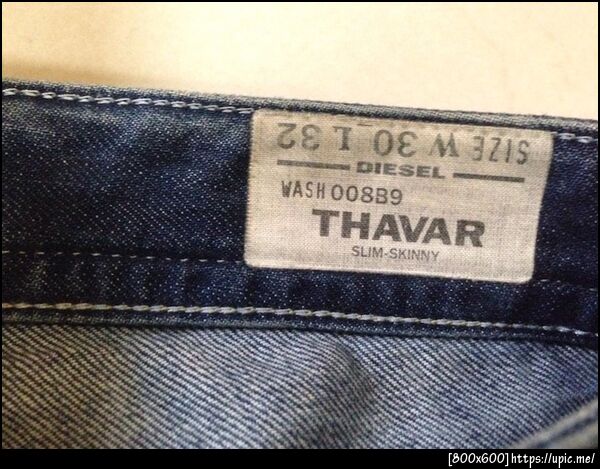 SIZE W 30 L 32
DIESEL
WASH 008B9
THAVAR
SLIM-SKINNY
[800x600]https://upic.me/